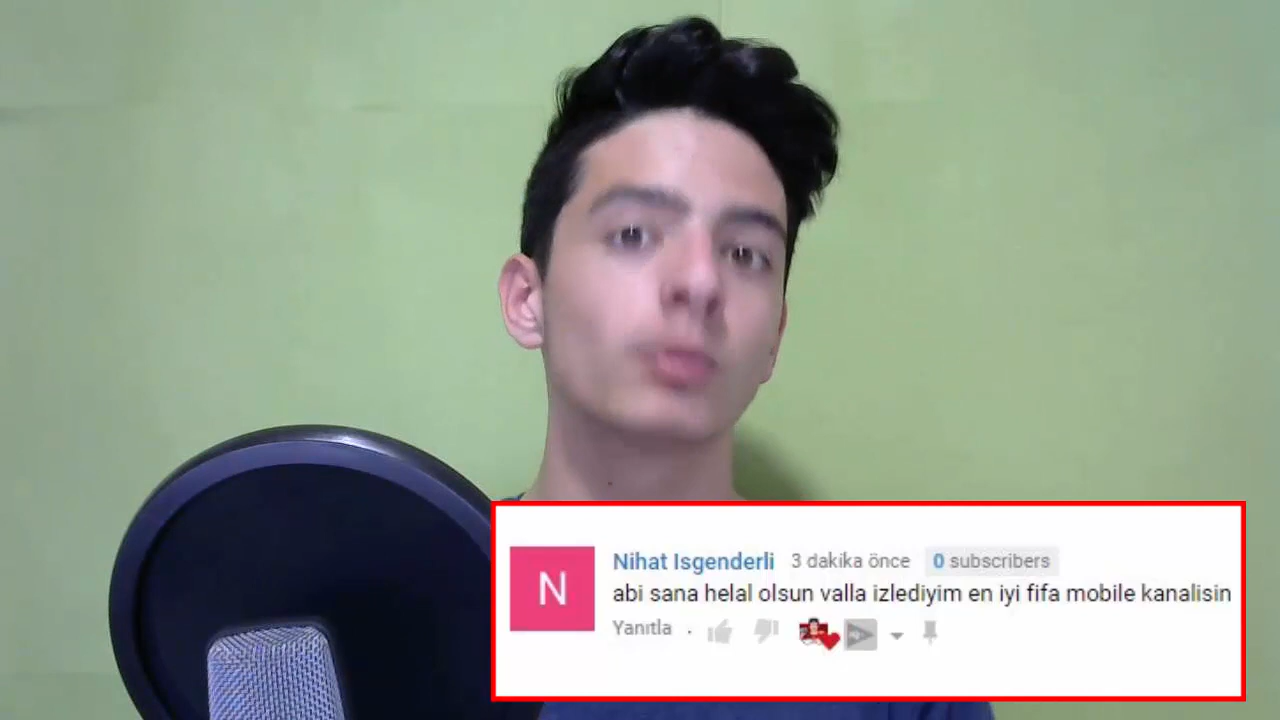 N
Nihat Isgenderli 3 dakika önce 0 subscribers
abi sana helal olsun valla izlediyim en iyi fifa mobile kanalisin
Yanıtla